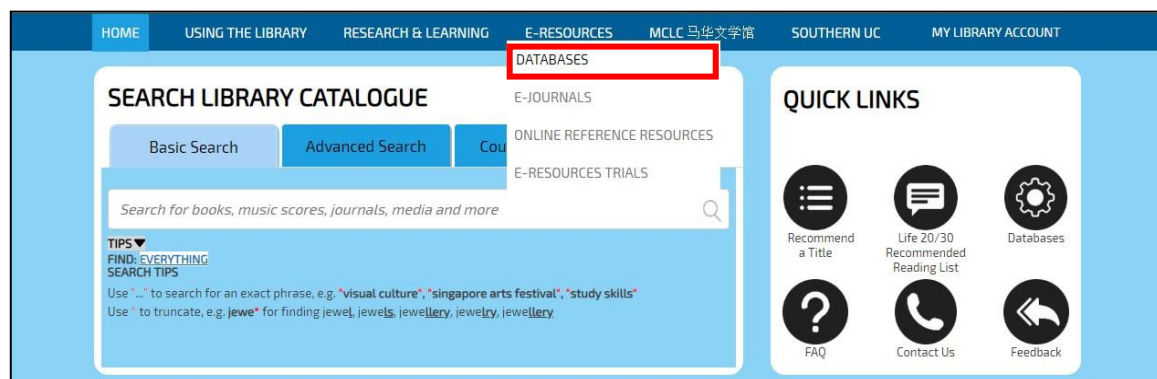 HOME USING THE LIBRARY RESEARCH & LEARNING E-RESOURCES MCLC 马华文学馆 SOUTHERN UC MY LIBRARY ACCOUNT
DATABASES
E-JOURNALS
ONLINE REFERENCE RESOURCES
E-RESOURCES TRIALS
SEARCH LIBRARY CATALOGUE
Basic Search Advanced Search Cou
Search for books, music scores, journals, media and more
TIPS▼
FIND: EVERYTHING
SEARCH TIPS
Use "..." to search for an exact phrase, e.g. "visual culture", "singapore arts festival", "study skills"
Use * to truncate, e.g. jewe* for finding jewel, jewels, jewellery, jewelry, jewellery
QUICK LINKS
Recommend
a Title
Life 20/30
Recommended
Reading List
Databases
?
FAQ
Contact Us
Feedback